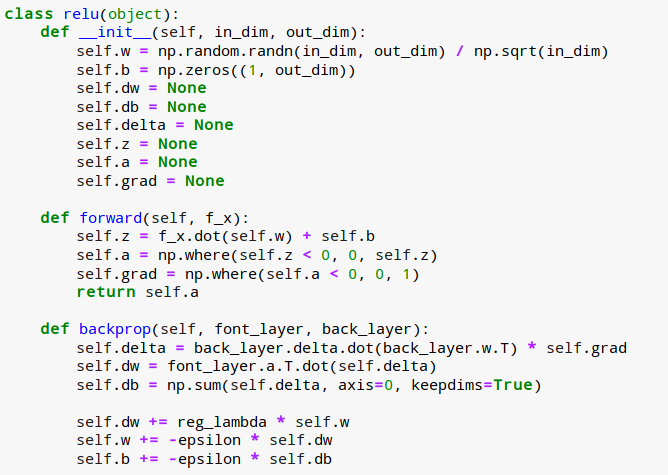 class relu(object):
    def __init__(self, in_dim, out_dim):
        self.w = np.random.randn(in_dim, out_dim) / np.sqrt(in_dim)
        self.b = np.zeros((1, out_dim))
        self.dw = None
        self.db = None
        self.delta = None
        self.z = None
        self.a = None
        self.grad = None

    def forward(self, f_x):
        self.z = f_x.dot(self.w) + self.b
        self.a = np.where(self.z < 0, 0, self.z)
        self.grad = np.where(self.a < 0, 0, 1)
        return self.a

    def backprop(self, font_layer, back_layer):
        self.delta = back_layer.delta.dot(back_layer.w.T) * self.grad
        self.dw = font_layer.a.T.dot(self.delta)
        self.db = np.sum(self.delta, axis=0, keepdims=True)

        self.dw += reg_lambda * self.w
        self.w += -epsilon * self.dw
        self.b += -epsilon * self.db